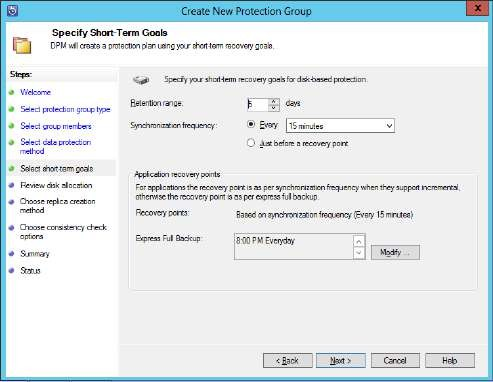 Create New Protection Group
x
Specify Short-Term Goals
DPM will create a protection plan using your short-term recovery goals.
Steps:
Welcome
Select protection group type
Select group members
Select data protection
method
Select short-term goals
Review disk allocation
Choose replica creation
method
Choose consistency check
options
Summary
Status
Specify your short-term recovery goals for disk-based protection.
Retention range: 5 days
Synchronization frequency: Every 15 minutes
Just before a recovery point
Application recovery points
For applications the recovery point is as per synchronization frequency when they support incremental,
otherwise the recovery point is as per express full backup.
Recovery points: Based on synchronization frequency (Every 15 minutes)
Express Full Backup: 8:00 PM Everyday
Modify ...
< Back Next > Cancel Help